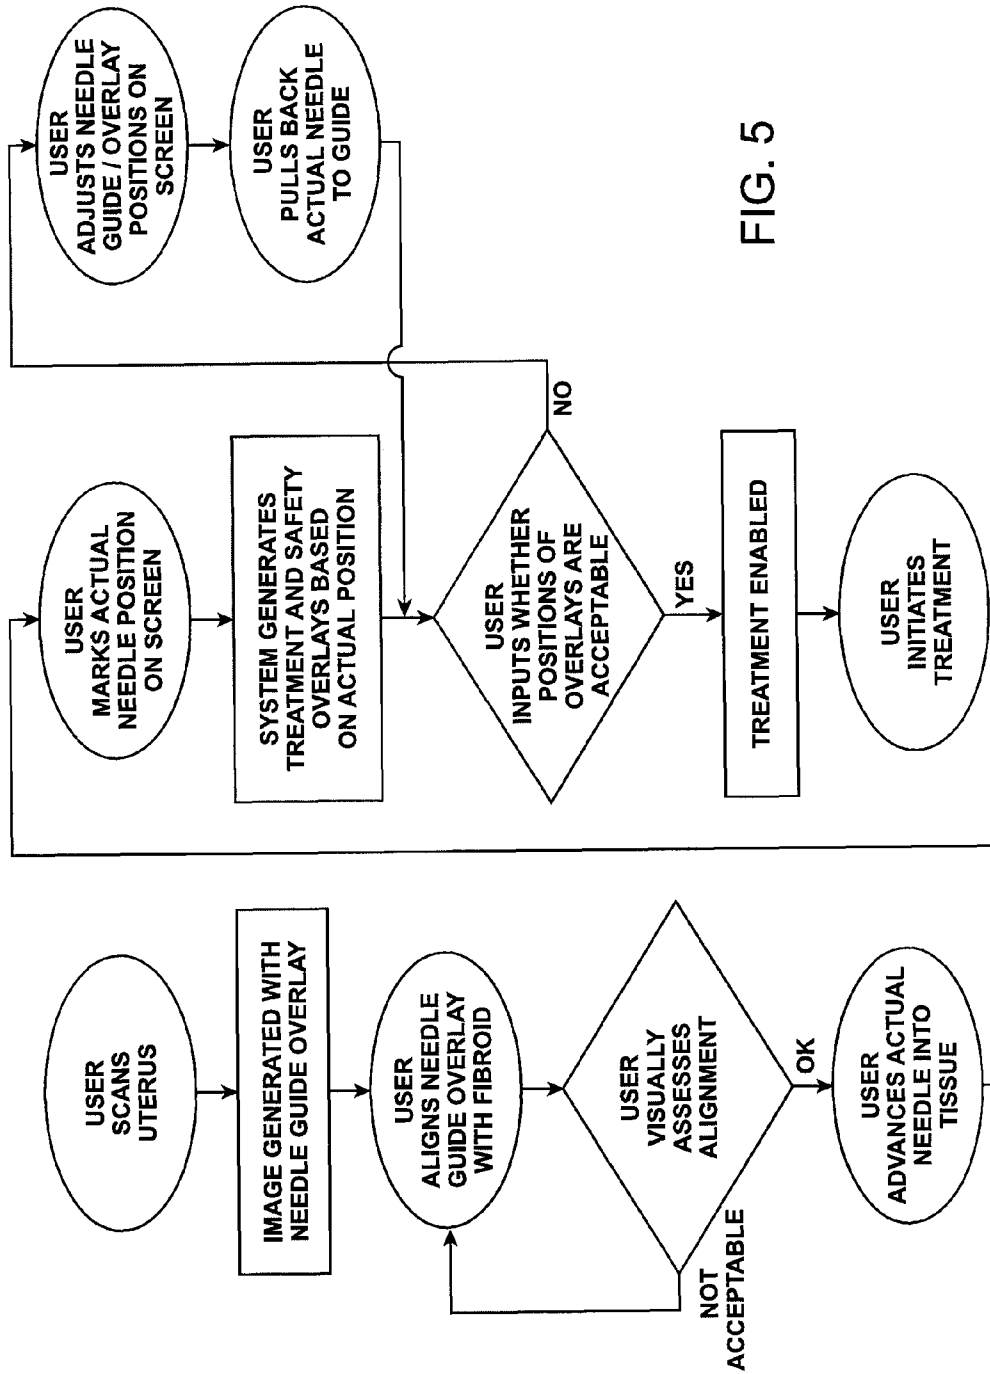 USER
SCANS
UTERUS
IMAGE GENERATED WITH
NEEDLE GUIDE OVERLAY
USER
ALIGNS NEEDLE
GUIDE OVERLAY
WITH FIBROID
USER
VISUALLY
ASSESSES
ALIGNMENT
NOT
ACCEPTABLE
OK
USER
ADVANCES ACTUAL
NEEDLE INTO
TISSUE
USER
MARKS ACTUAL
NEEDLE POSITION
ON SCREEN
SYSTEM GENERATES
TREATMENT AND SAFETY
OVERLAYS BASED
ON ACTUAL POSITION
USER
INPUTS WHETHER
POSITIONS OF
OVERLAYS ARE
ACCEPTABLE
NO
YES
TREATMENT ENABLED
USER
INITIATES
TREATMENT
USER
ADJUSTS NEEDLE
GUIDE / OVERLAY
POSITIONS ON
SCREEN
USER
PULLS BACK
ACTUAL NEEDLE
TO GUIDE
FIG. 5